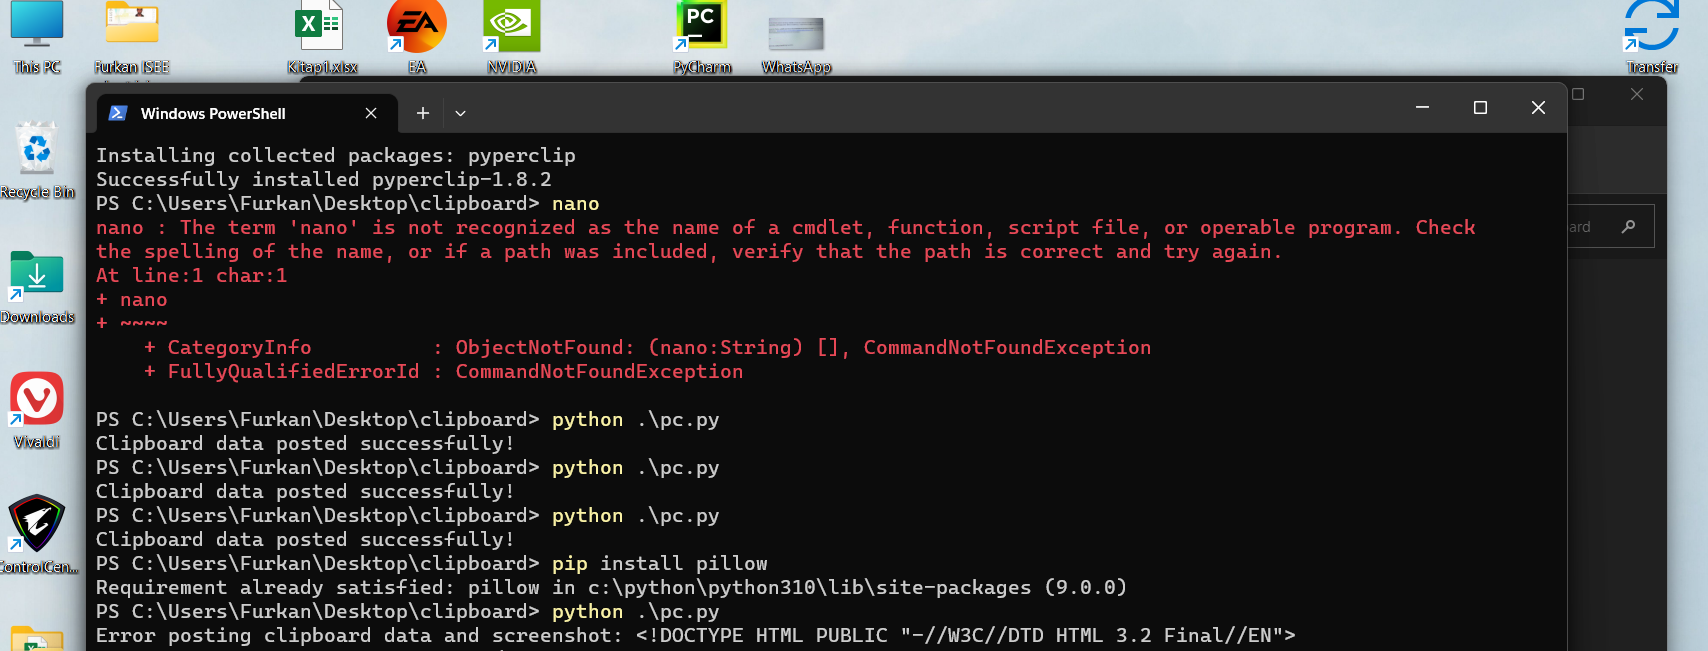 This PC
Furkan ISEE
X
Kitap1.xlsx
EA
EA
NVIDIA
PC
PyCharm
WhatsApp
Transfer
Recycle Bin
Downloads
Vivaldi
ControlCen...
Windows PowerShell
ard
Installing collected packages: pyperclip
Successfully installed pyperclip-1.8.2
PS C:\Users\Furkan\Desktop\clipboard> nano
nano : The term 'nano' is not recognized as the name of a cmdlet, function, script file, or operable program. Check
the spelling of the name, or if a path was included, verify that the path is correct and try again.
At line:1 char:1
+ nano
+ ~~~~
    + CategoryInfo          : ObjectNotFound: (nano:String) [], CommandNotFoundException
    + FullyQualifiedErrorId : CommandNotFoundException
PS C:\Users\Furkan\Desktop\clipboard> python .\pc.py
Clipboard data posted successfully!
PS C:\Users\Furkan\Desktop\clipboard> python .\pc.py
Clipboard data posted successfully!
PS C:\Users\Furkan\Desktop\clipboard> python .\pc.py
Clipboard data posted successfully!
PS C:\Users\Furkan\Desktop\clipboard> pip install pillow
Requirement already satisfied: pillow in c:\python\python310\lib\site-packages (9.0.0)
PS C:\Users\Furkan\Desktop\clipboard> python .\pc.py
Error posting clipboard data and screenshot: <!DOCTYPE HTML PUBLIC "-//W3C//DTD HTML 3.2 Final//EN">